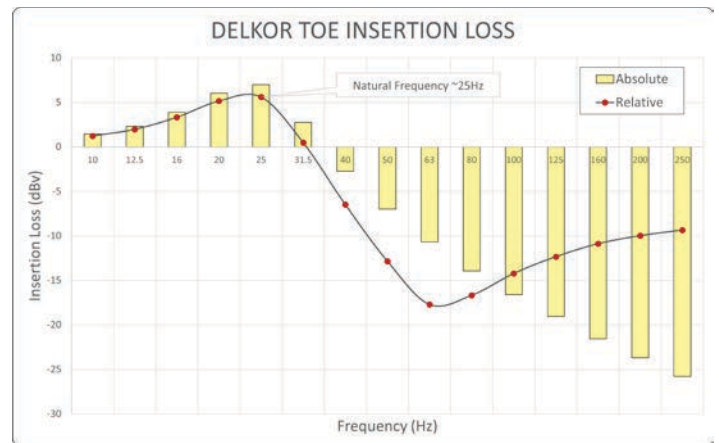 DELKOR TOE INSERTION LOSS
10
5
0
-5
-10
-15
-20
-25
-30
Insertion Loss (dBv)
Natural Frequency ~25Hz
Absolute
Relative
10 12.5 16 20 25 31.5 40 50 63 80 100 125 160 200 250
Frequency (Hz)